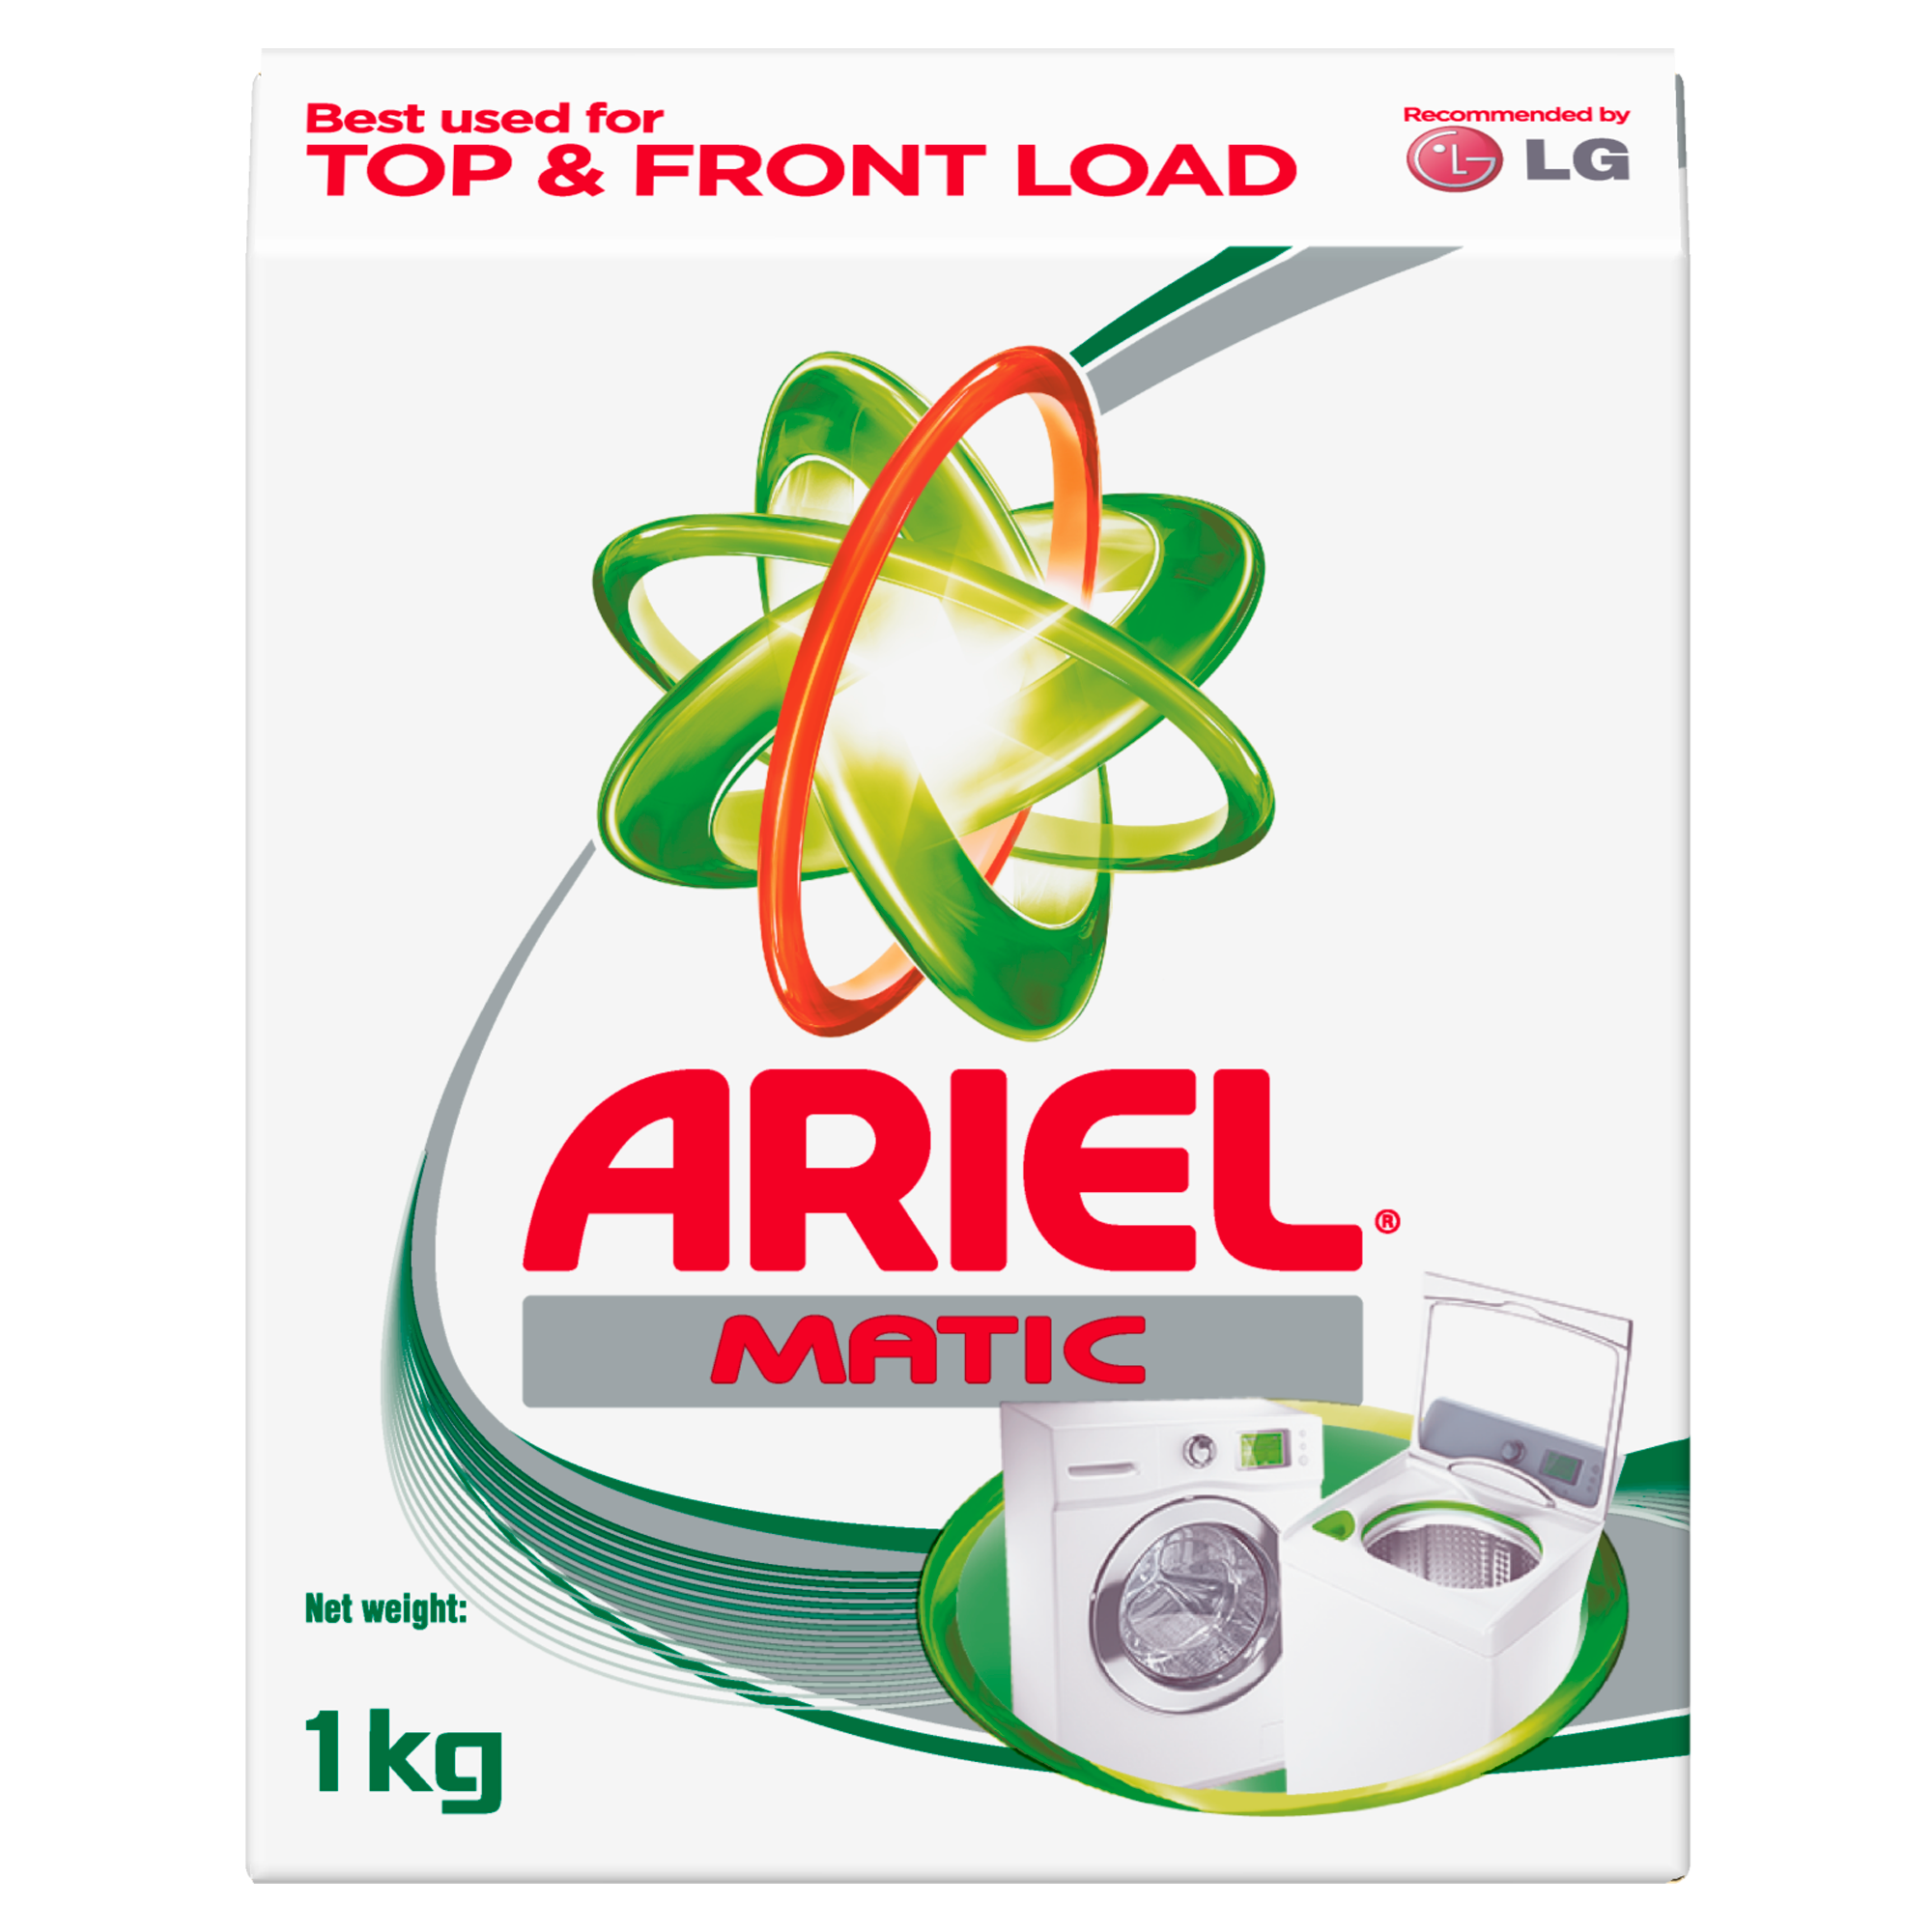 Best used for
TOP & FRONT LOAD
Recommended by
LG
ARIEL®
MATIC
Net weight:
1kg